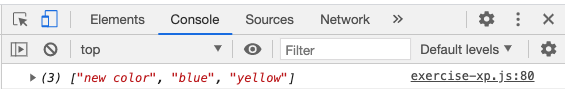 Elements Console Sources Network »
top Filter Default levels
(3) ["new color", "blue", "yellow"] exercise-xp.js:80